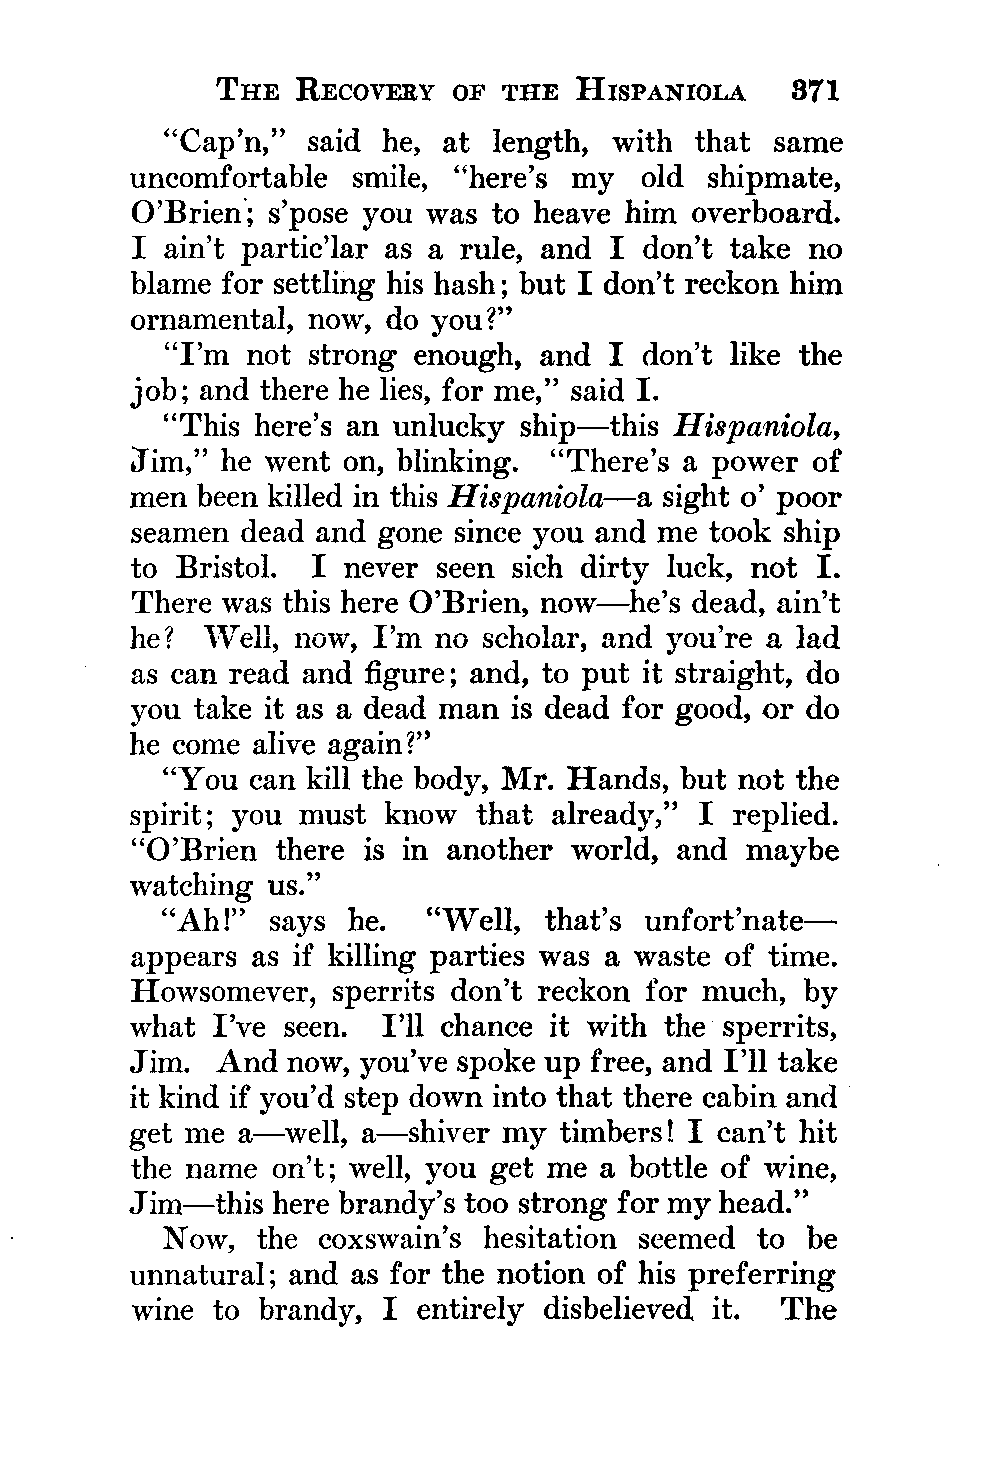 The Recovery of the Hispaniola 371
“Cap’n,” said he, at length, with that same
uncomfortable smile, “here’s my old shipmate,
O’Brien; s’pose you was to heave him overboard.
I ain’t partic’lar as a rule, and I don’t take no
blame for settling his hash; but I don’t reckon him
ornamental, now, do you?”
“I’m not strong enough, and I don’t like the
job; and there he lies, for me,” said I.
“This here’s an unlucky ship—this Hispaniola,
Jim,” he went on, blinking. “There’s a power of
men been killed in this Hispaniola—a sight o’ poor
seamen dead and gone since you and me took ship
to Bristol. I never seen sich dirty luck, not I.
There was this here O’Brien, now—he’s dead, ain’t
he? Well, now, I’m no scholar, and you’re a lad
as can read and figure; and, to put it straight, do
you take it as a dead man is dead for good, or do
he come alive again?”
“You can kill the body, Mr. Hands, but not the
spirit; you must know that already,” I replied.
“O’Brien there is in another world, and maybe
watching us.”
“Ah!” says he. “Well, that’s unfort’nate—
appears as if killing parties was a waste of time.
Howsomever, sperrits don’t reckon for much, by
what I’ve seen. I’ll chance it with the sperrits,
Jim. And now, you’ve spoke up free, and I’ll take
it kind if you’d step down into that there cabin and
get me a—well, a—shiver my timbers! I can’t hit
the name on’t; well, you get me a bottle of wine,
Jim—this here brandy’s too strong for my head.”
Now, the coxswain’s hesitation seemed to be
unnatural; and as for the notion of his preferring
wine to brandy, I entirely disbelieved it. The